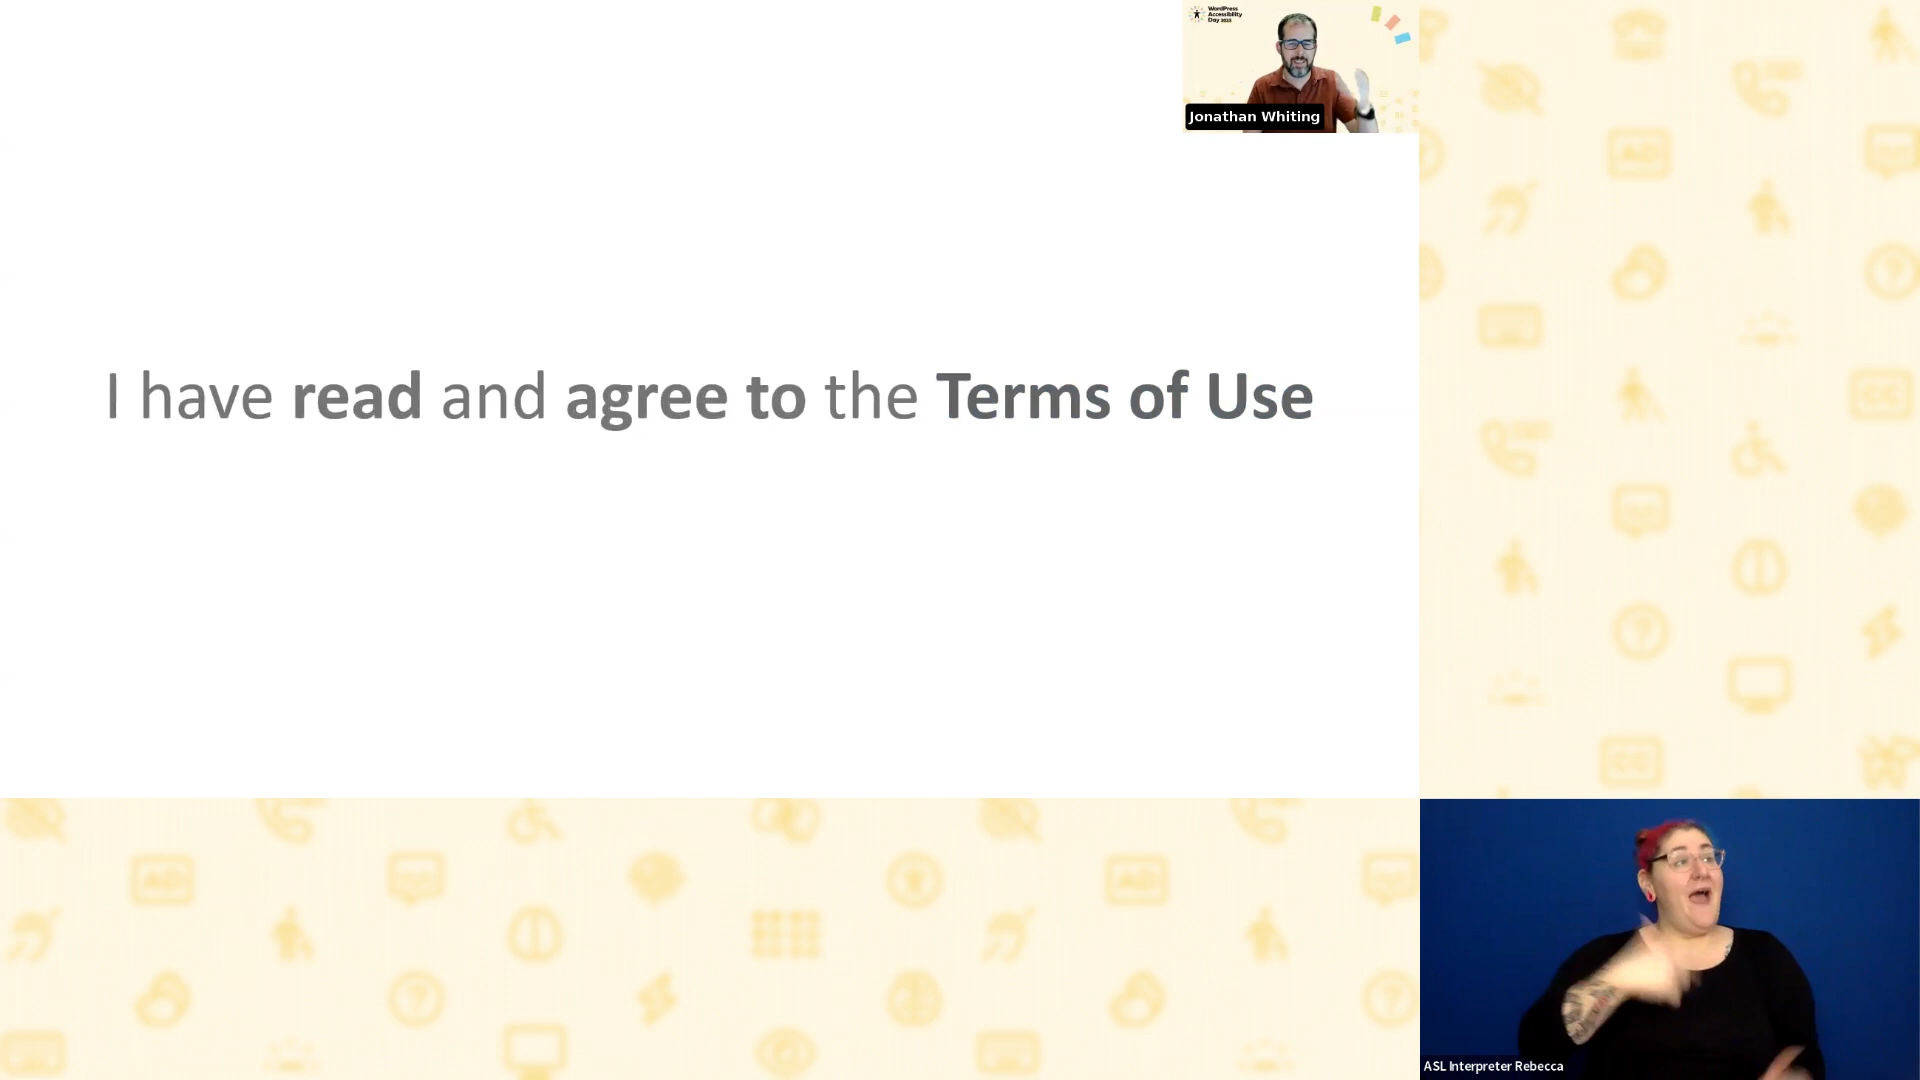 WordPress
Accessibility
Day 2023
Jonathan Whiting
I have read and agree to the Terms of Use
ASL Interpreter Rebecca